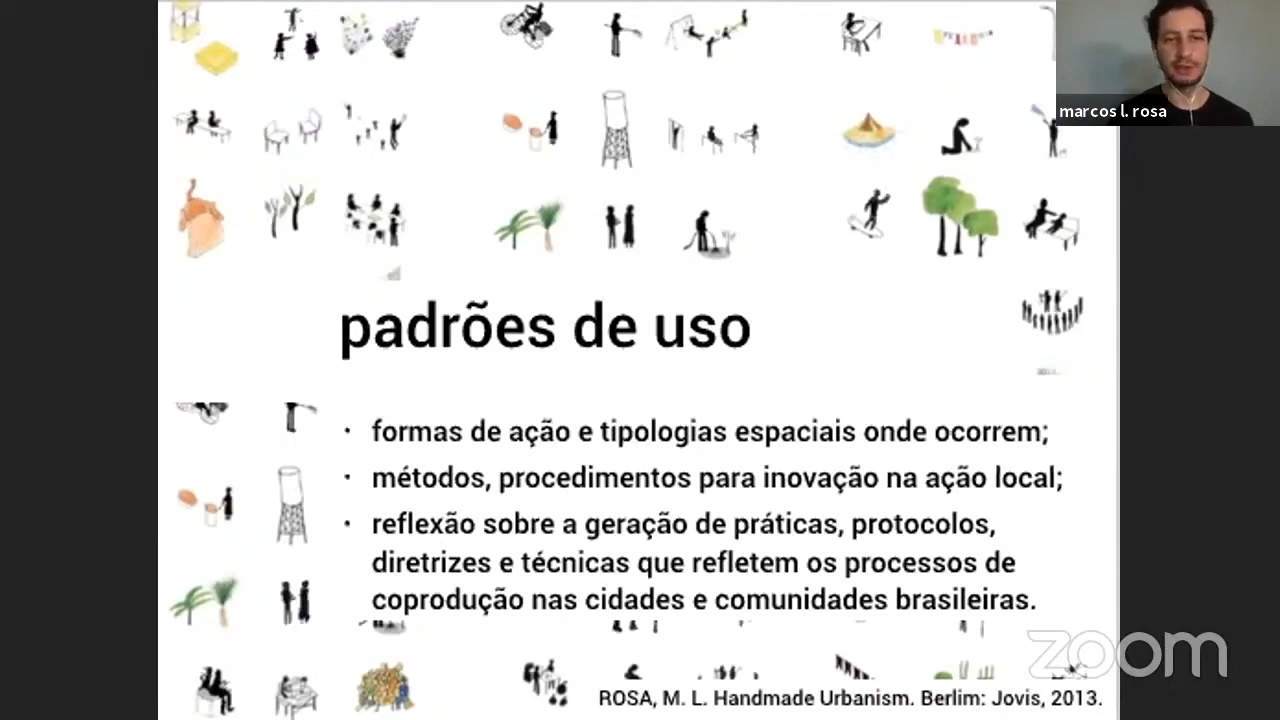 marcos l. rosa
padrões de uso
· formas de ação e tipologias espaciais onde ocorrem;
· métodos, procedimentos para inovação na ação local;
· reflexão sobre a geração de práticas, protocolos,
diretrizes e técnicas que refletem os processos de
coprodução nas cidades e comunidades brasileiras.
zoom
ROSA, M. L. Handmade Urbanism. Berlim: Jovis, 2013.